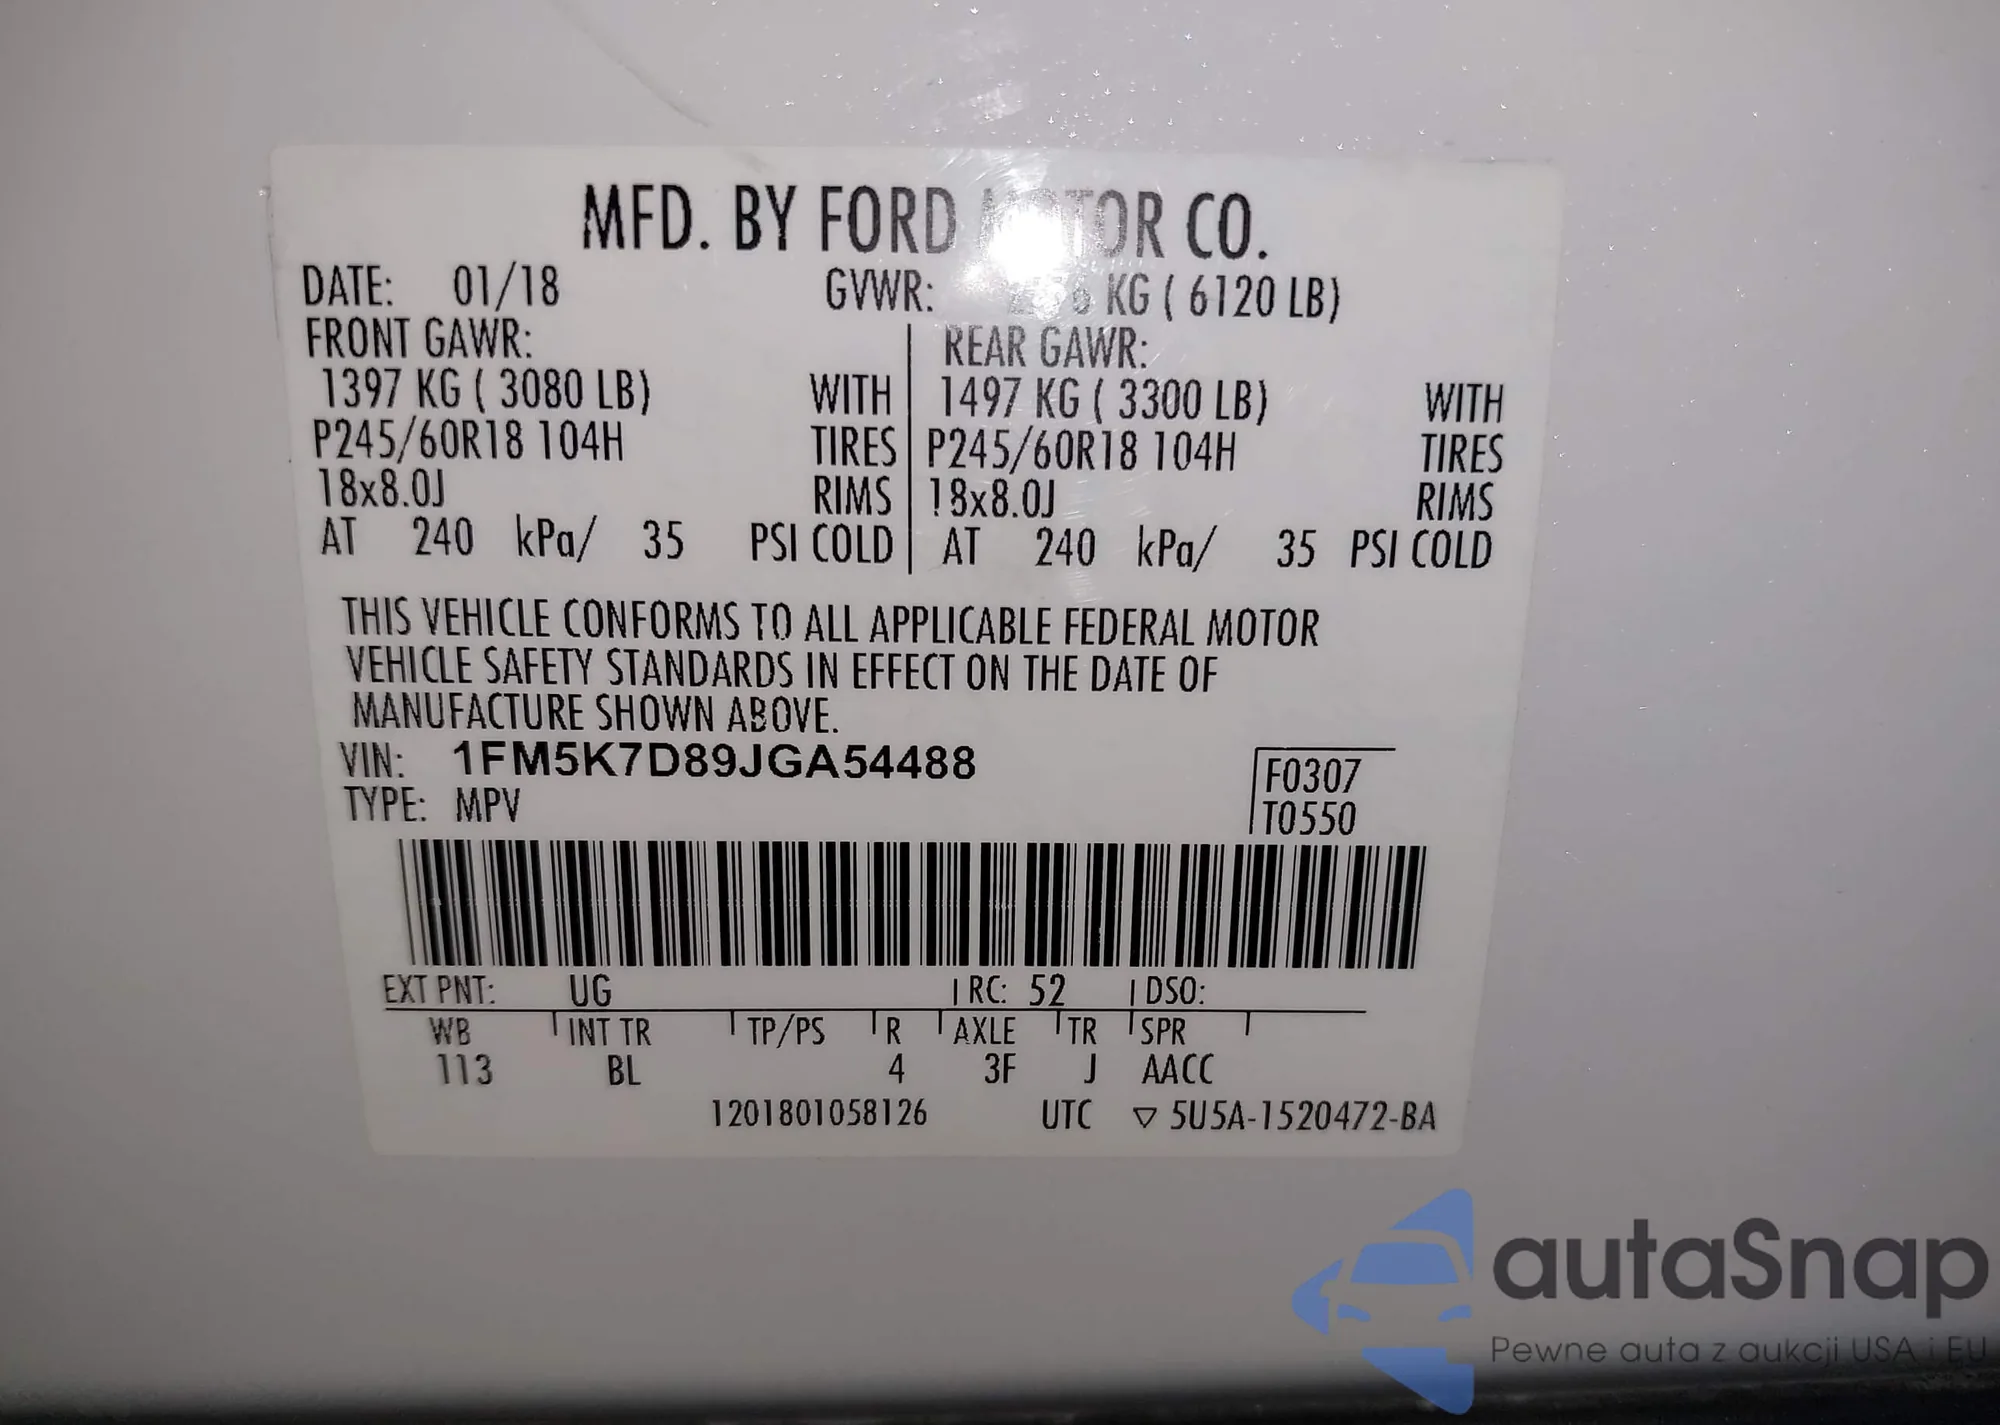 MFD. BY FORD MOTOR CO.
DATE: 01/18 GVWR: KG ( 6120 LB)
FRONT GAWR: REAR GAWR:
1397 KG ( 3080 LB) WITH 1497 KG ( 3300 LB) WITH
P245/60R18 104H TIRES P245/60R18 104H TIRES
18x8.0J RIMS 18x8.0J RIMS
AT 240 kPa/ 35 PSI COLD AT 240 kPa/ 35 PSI COLD
THIS VEHICLE CONFORMS TO ALL APPLICABLE FEDERAL MOTOR
VEHICLE SAFETY STANDARDS IN EFFECT ON THE DATE OF
MANUFACTURE SHOWN ABOVE.
VIN: 1FM5K7D89JGA54488
F0307
TYPE: MPV
T0550
EXT PNT: UG RC: 52 DSO:
WB INT TR TP/PS R AXLE TR SPR
113 BL 4 3F J AACC
1201801058126 UTC ▽ 5U5A-1520472-BA
autaSnap
Pewne auta z aukcji USA i EU